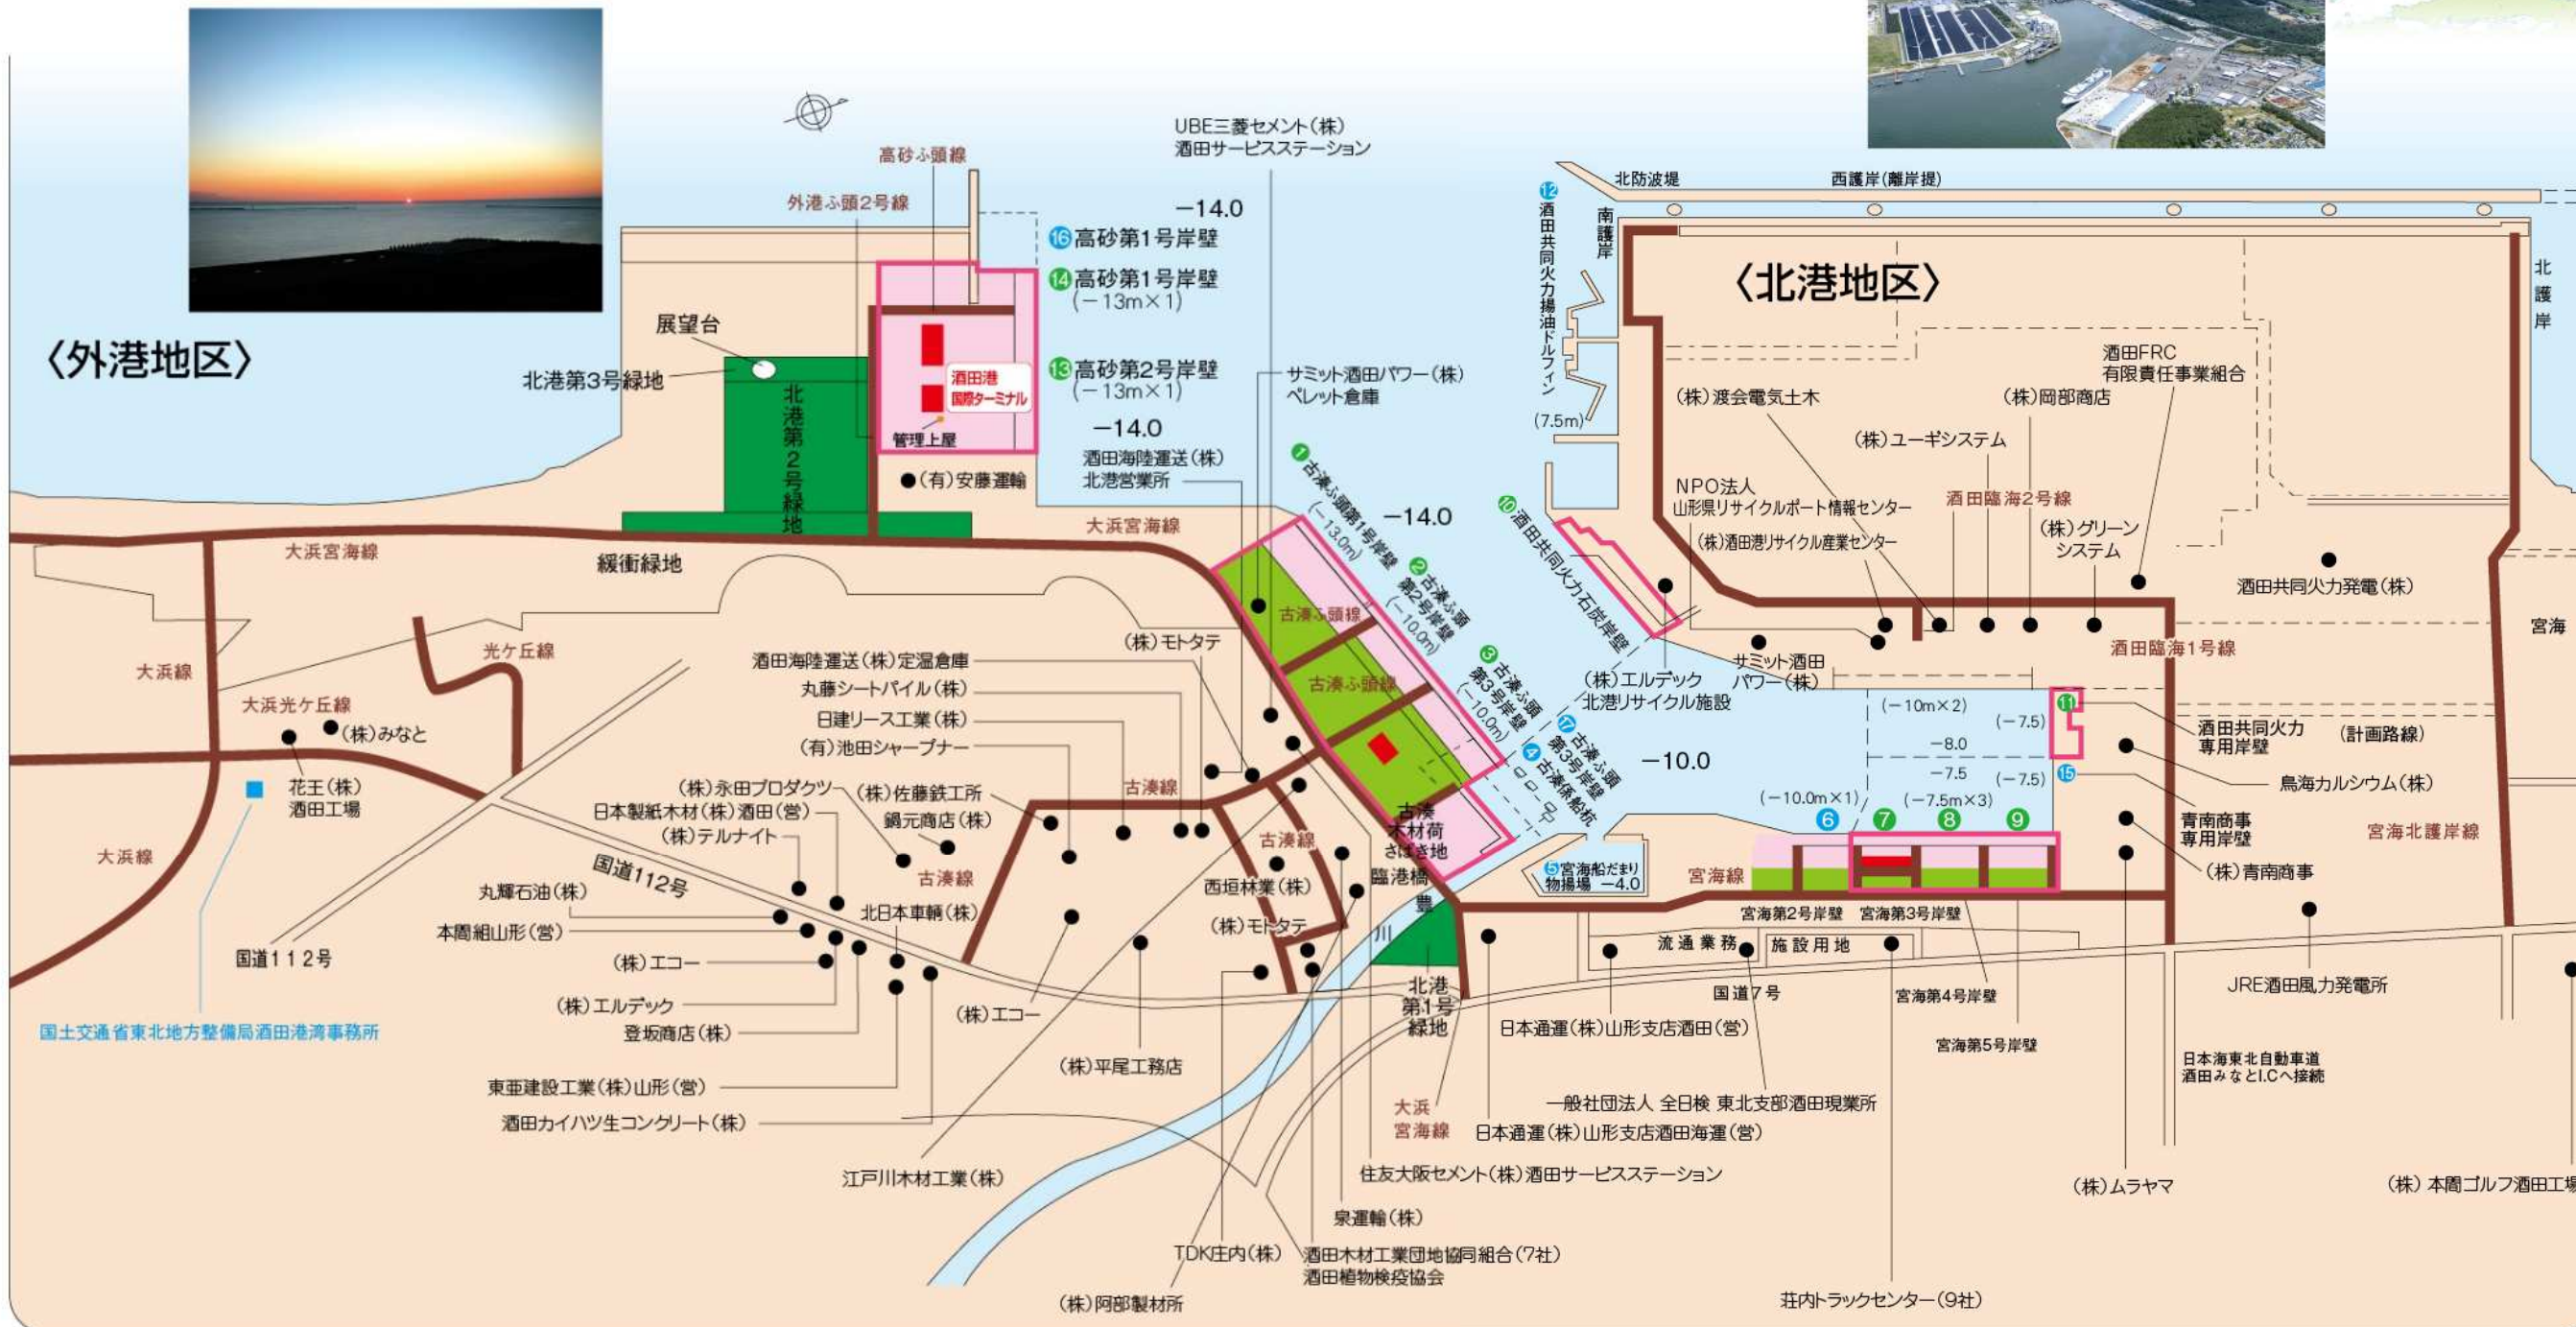 〈外港地区〉
〈北港地区〉
高砂ふ頭線
外港ふ頭2号線
UBE三菱セメント(株)
酒田サービスステーション
−14.0
⑯高砂第1号岸壁
⑭高砂第1号岸壁
(−13m×1)
⑬高砂第2号岸壁
(−13m×1)
−14.0
展望台
北港第3号緑地
北港第2号緑地
酒田港
国際ターミナル
管理上屋
●(有)安藤運輸
酒田海陸運送(株)
北港営業所
サミット酒田パワー(株)
ペレット倉庫
大浜宮海線
大浜宮海線
緩衝緑地
①古湊ふ頭第1号岸壁
(−13.0m)
−14.0
②古湊ふ頭
第2号岸壁
(−10.0m)
③古湊ふ頭
第3号岸壁
(−10.0m)
⑰古湊ふ頭
第3号岸壁
④古湊係船杭
−10.0
古湊ふ頭線
古湊ふ頭線
古湊
木材荷
さばき地
臨港橋
豊
川
北港
第1号
緑地
⑤宮海船だまり
物揚場 −4.0
北防波堤
西護岸(離岸提)
南護岸
北護岸
⑫酒田共同火力揚油ドルフィン
(7.5m)
⑩酒田共同火力石炭岸壁
(株)渡会電気土木
(株)ユーギシステム
(株)岡部商店
酒田FRC
有限責任事業組合
NPO法人
山形県リサイクルポート情報センター
(株)酒田港リサイクル産業センター
酒田臨海2号線
(株)グリーン
システム
酒田共同火力発電(株)
宮海
酒田臨海1号線
サミット酒田
パワー(株)
(株)エルデック
北港リサイクル施設
(−10m×2)
(−7.5)
⑪
−8.0
−7.5
(−7.5)
⑮
(−10.0m×1)
(−7.5m×3)
⑥
⑦
⑧
⑨
酒田共同火力
専用岸壁
(計画路線)
鳥海カルシウム(株)
青南商事
専用岸壁
宮海北護岸線
(株)青南商事
宮海線
宮海第2号岸壁
宮海第3号岸壁
流通業務
施設用地
国道7号
宮海第4号岸壁
宮海第5号岸壁
JRE酒田風力発電所
日本海東北自動車道
酒田みなとI.Cへ接続
(株)ムラヤマ
(株)本間ゴルフ酒田工場
荘内トラックセンター(9社)
日本通運(株)山形支店酒田(営)
一般社団法人 全日検 東北支部酒田現業所
日本通運(株)山形支店酒田海運(営)
大浜
宮海線
住友大阪セメント(株)酒田サービスステーション
泉運輸(株)
酒田木材工業団地協同組合(7社)
酒田植物検疫協会
TDK庄内(株)
(株)阿部製材所
江戸川木材工業(株)
(株)平尾工務店
(株)エコー
西垣林業(株)
(株)モトタテ
古湊線
古湊線
古湊線
(株)モトタテ
酒田海陸運送(株)定温倉庫
丸藤シートパイル(株)
日建リース工業(株)
(有)池田シャープナー
(株)永田プロダクツ
(株)佐藤鉄工所
鍋元商店(株)
日本製紙木材(株)酒田(営)
(株)テルナイト
国道112号
丸輝石油(株)
本間組山形(営)
北日本車輌(株)
(株)エコー
(株)エルデック
登坂商店(株)
東亜建設工業(株)山形(営)
酒田カイハツ生コンクリート(株)
大浜線
光ケ丘線
大浜光ケ丘線
(株)みなと
花王(株)
酒田工場
大浜線
国道112号
国土交通省東北地方整備局酒田港湾事務所